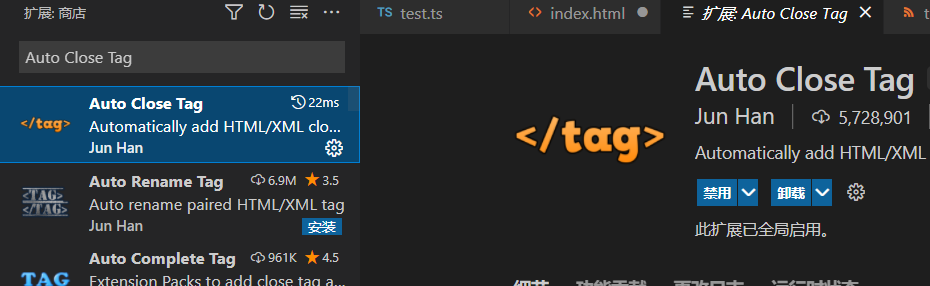 扩展: 商店
Auto Close Tag
Auto Close Tag
22ms
Automatically add HTML/XML clo...
Jun Han
Auto Rename Tag
6.9M
3.5
Auto rename paired HTML/XML tag
Jun Han
安装
Auto Complete Tag
961K
4.5
Extension Packs to add close tag a...
TAG
</tag>
<TAG>
</TAG>
test.ts
index.html
扩展: Auto Close Tag
</tag>
Auto Close Tag
Jun Han
5,728,901
Automatically add HTML/XML
禁用
卸载
此扩展已全局启用。